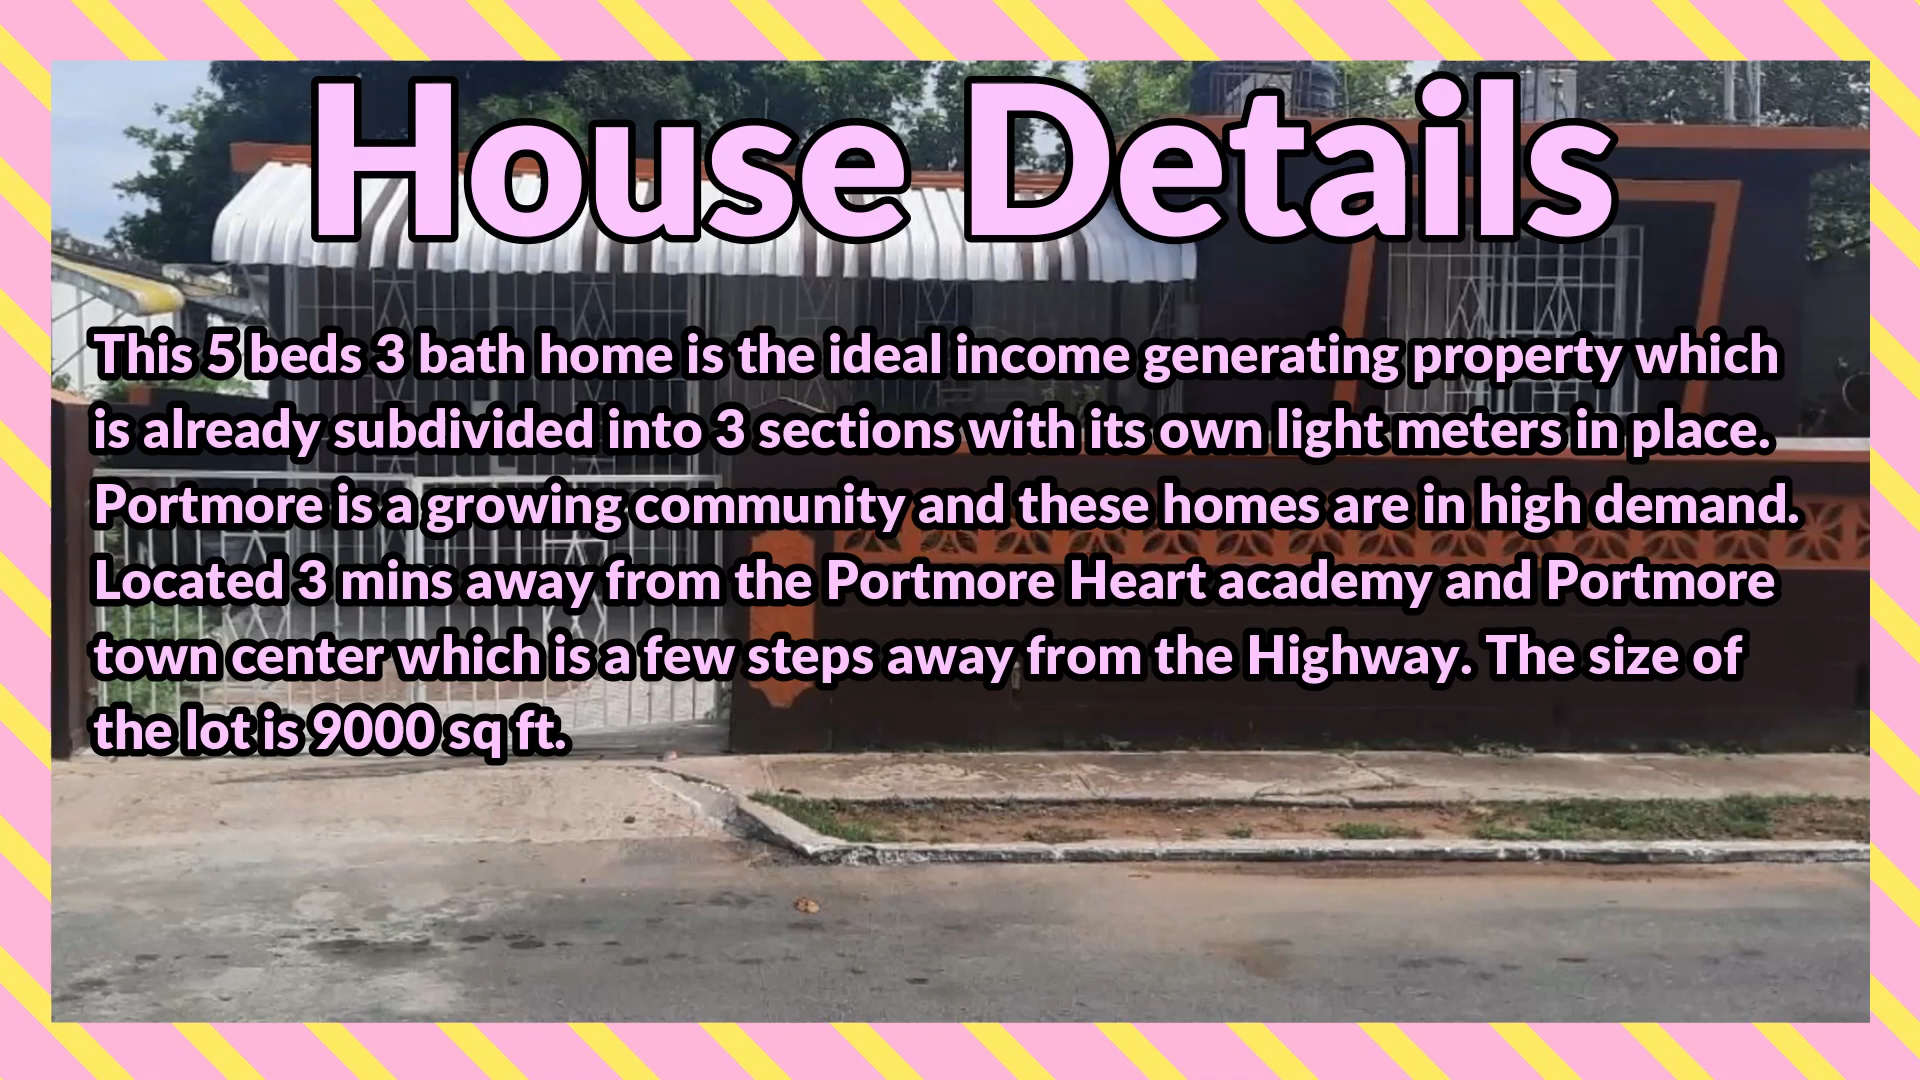 House Details
This 5 beds 3 bath home is the ideal income generating property which
is already subdivided into 3 sections with its own light meters in place.
Portmore is a growing community and these homes are in high demand.
Located 3 mins away from the Portmore Heart academy and Portmore
town center which is a few steps away from the Highway. The size of
the lot is 9000 sq ft.